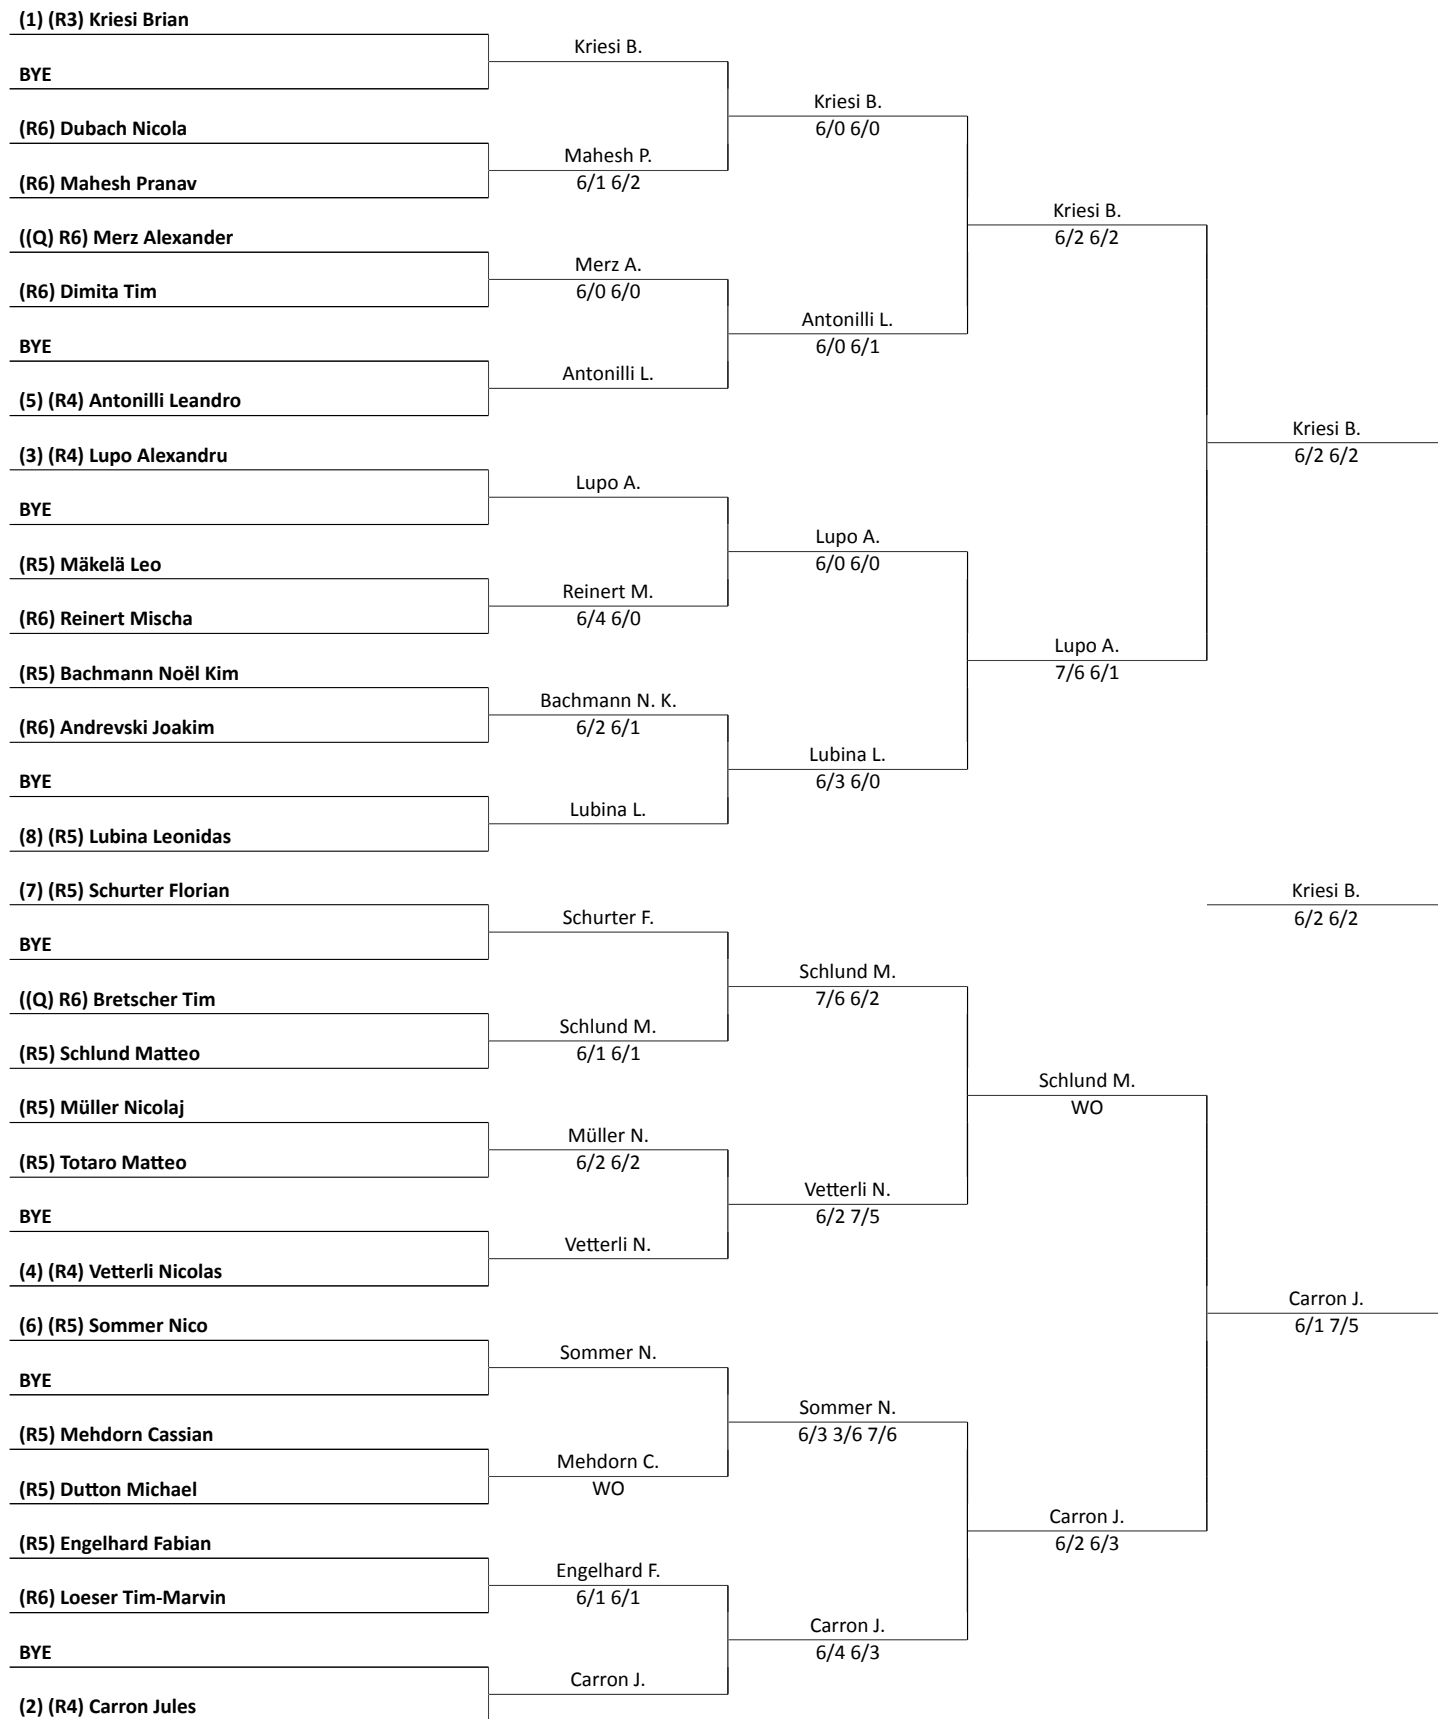 (1) (R3) Kriesi Brian
Kriesi B.
BYE
Kriesi B.
6/0 6/0
(R6) Dubach Nicola
Mahesh P.
6/1 6/2
(R6) Mahesh Pranav
Kriesi B.
6/2 6/2
((Q) R6) Merz Alexander
Merz A.
6/0 6/0
(R6) Dimita Tim
Antonilli L.
6/0 6/1
BYE
Antonilli L.
(5) (R4) Antonilli Leandro
Kriesi B.
6/2 6/2
(3) (R4) Lupo Alexandru
Lupo A.
BYE
Lupo A.
6/0 6/0
(R5) Mäkelä Leo
Reinert M.
6/4 6/0
(R6) Reinert Mischa
Lupo A.
7/6 6/1
(R5) Bachmann Noël Kim
Bachmann N. K.
6/2 6/1
(R6) Andrevski Joakim
Lubina L.
6/3 6/0
BYE
Lubina L.
(8) (R5) Lubina Leonidas
(7) (R5) Schurter Florian
Kriesi B.
6/2 6/2
Schurter F.
BYE
Schlund M.
7/6 6/2
((Q) R6) Bretscher Tim
Schlund M.
6/1 6/1
(R5) Schlund Matteo
Schlund M.
WO
(R5) Müller Nicolaj
Müller N.
6/2 6/2
(R5) Totaro Matteo
Vetterli N.
6/2 7/5
BYE
Vetterli N.
(4) (R4) Vetterli Nicolas
Carron J.
6/1 7/5
(6) (R5) Sommer Nico
Sommer N.
BYE
Sommer N.
6/3 3/6 7/6
(R5) Mehdorn Cassian
Mehdorn C.
WO
(R5) Dutton Michael
Carron J.
6/2 6/3
(R5) Engelhard Fabian
Engelhard F.
6/1 6/1
(R6) Loeser Tim-Marvin
Carron J.
6/4 6/3
BYE
Carron J.
(2) (R4) Carron Jules